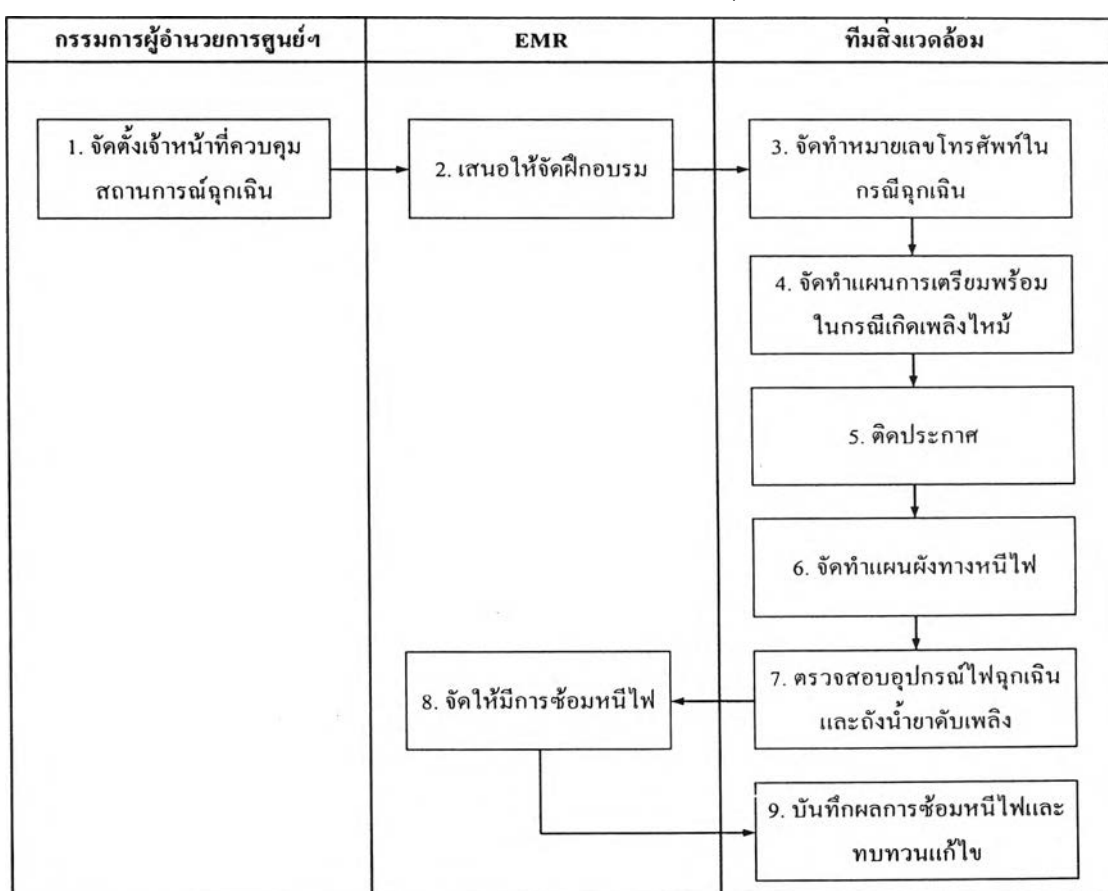 กรรมการผู้อำนวยการศูนย์ฯ
EMR
ทีมสิ่งแวดล้อม
1. จัดตั้งเจ้าหน้าที่ควบคุม
สถานการณ์ฉุกเฉิน
2. เสนอให้จัดฝึกอบรม
3. จัดทำหมายเลขโทรศัพท์ใน
กรณีฉุกเฉิน
4. จัดทำแผนการเตรียมพร้อม
ในกรณีเกิดเพลิงไหม้
5. ติดประกาศ
6. จัดทำแผนผังทางหนีไฟ
7. ตรวจสอบอุปกรณ์ไฟฉุกเฉิน
และถังน้ำยาดับเพลิง
8. จัดให้มีการซ้อมหนีไฟ
9. บันทึกผลการซ้อมหนีไฟและ
ทบทวนแก้ไข